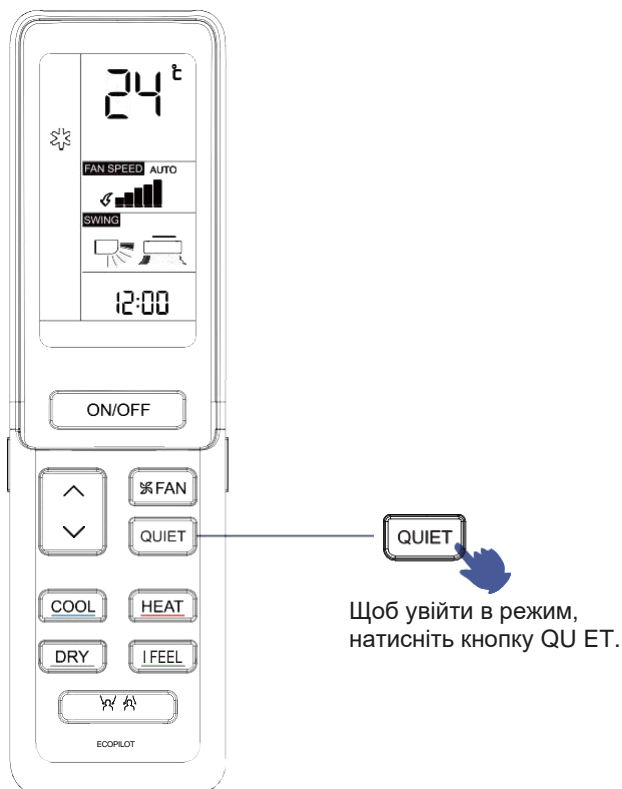 24 ℃
FAN SPEED AUTO
SWING
12:00
ON/OFF
FAN
QUIET
QUIET
COOL HEAT
DRY I FEEL
ECOPILOT
Щоб увійти в режим,
натисніть кнопку QU ET.